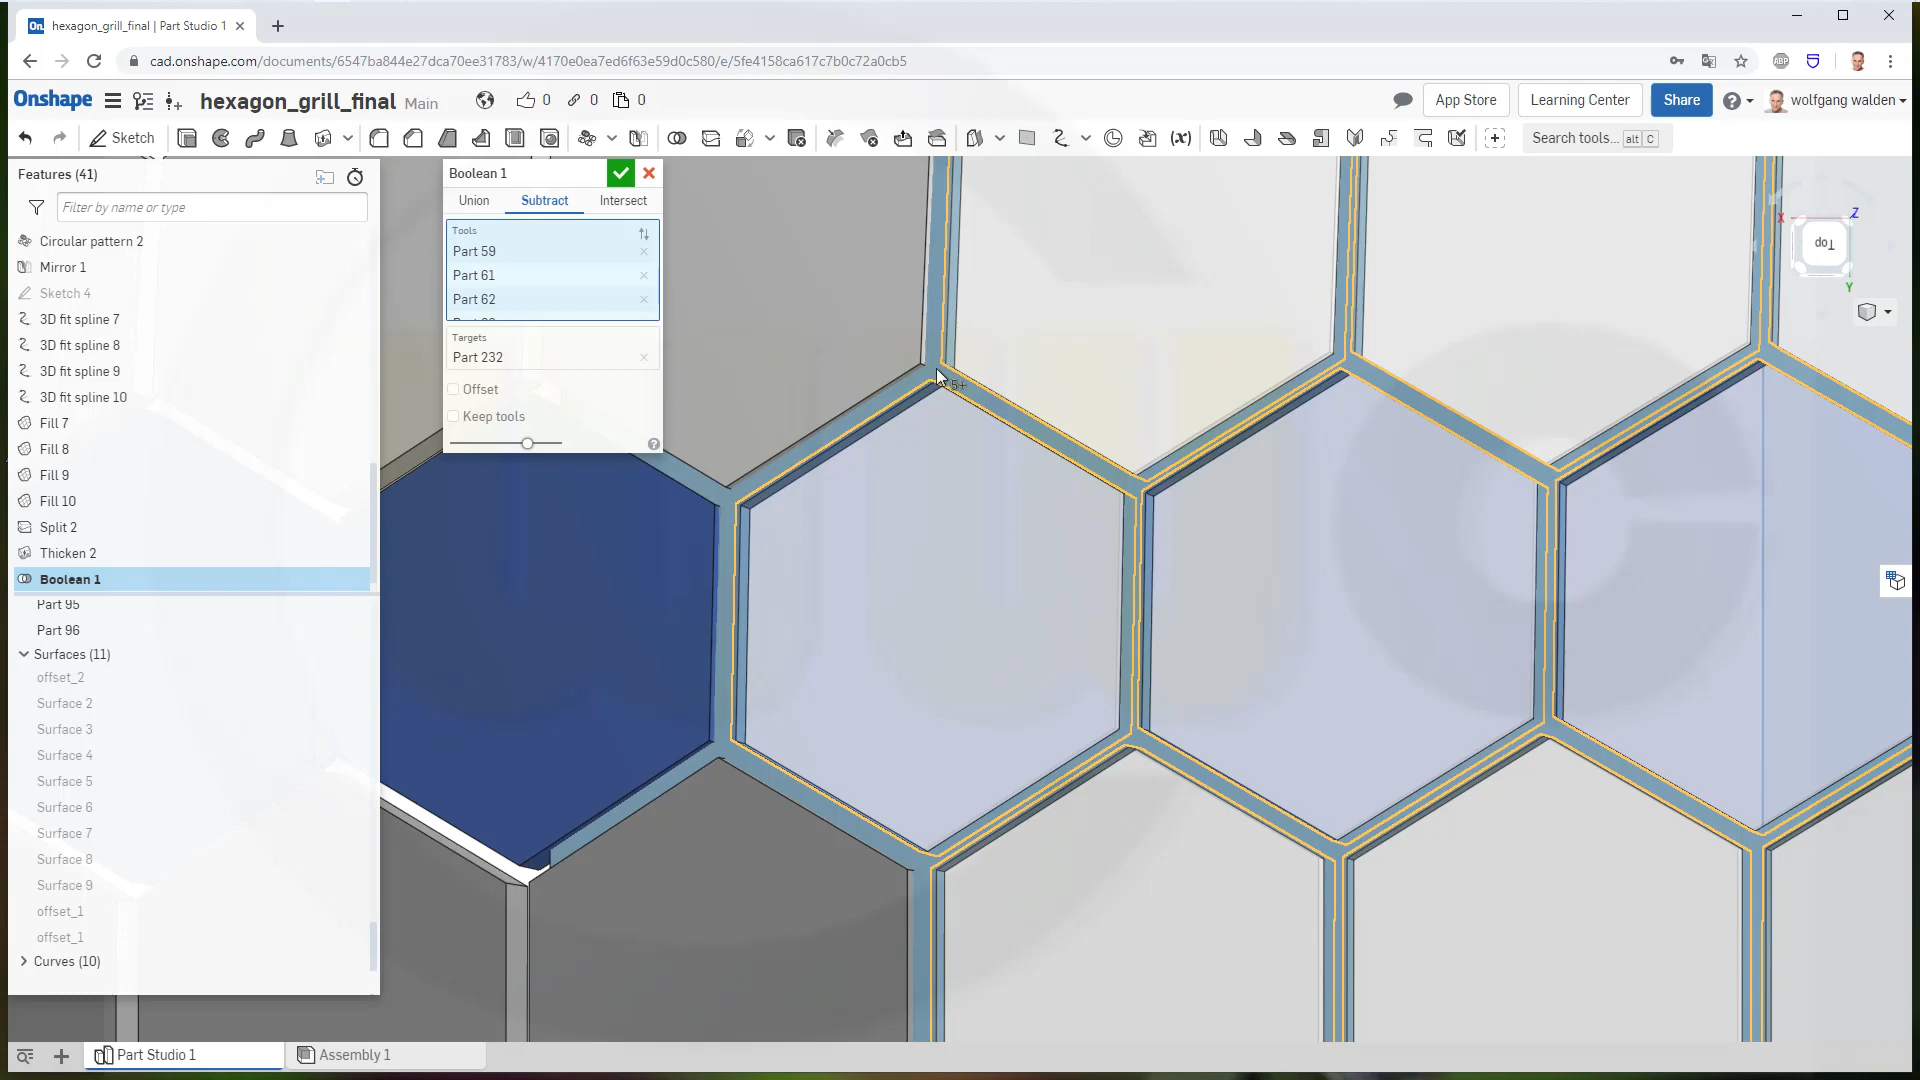 hexagon_grill_final | Part Studio 1
cad.onshape.com/documents/6547ba844e27dca70ee31783/w/4170e0ea7ed6f63e59d0c580/e/5fe4158ca617c7b0c72a0cb5
Onshape
hexagon_grill_final Main
0 0 0
App Store
Learning Center
Share
wolfgang walden
Sketch
Search tools... alt C
Features (41)
Filter by name or type
Circular pattern 2
Mirror 1
Sketch 4
3D fit spline 7
3D fit spline 8
3D fit spline 9
3D fit spline 10
Fill 7
Fill 8
Fill 9
Fill 10
Split 2
Thicken 2
Boolean 1
Part 95
Part 96
Surfaces (11)
offset_2
Surface 2
Surface 3
Surface 4
Surface 5
Surface 6
Surface 7
Surface 8
Surface 9
offset_1
offset_1
Curves (10)
Boolean 1
Union Subtract Intersect
Tools
Part 59
Part 61
Part 62
Targets
Part 232
Offset
Keep tools
5+
X
Z
Top
Y
Part Studio 1
Assembly 1